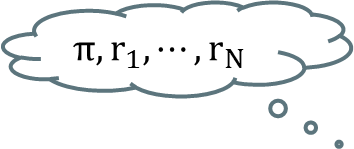 π, r₁, ⋯ , r_N